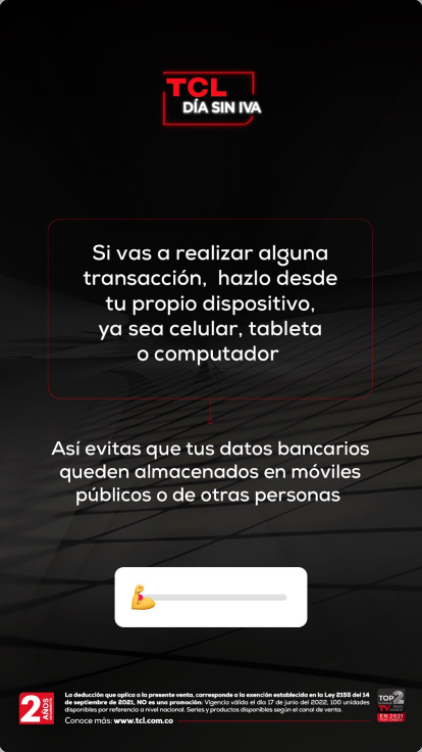 TCL
DÍA SIN IVA
Si vas a realizar alguna
transacción, hazlo desde
tu propio dispositivo,
ya sea celular, tableta
o computador
Así evitas que tus datos bancarios
queden almacenados en móviles
públicos o de otras personas
2 AÑOS
La deducción que aplica a la presente venta, corresponde a la exención establecida en la Ley 2155 del 14
de septiembre de 2021, NO es una promoción: Vigencia válida el día 17 de junio del 2022, 100 unidades
disponibles por referencia a nivel nacional. Series y productos disponibles según el canal de venta.
Conoce más: www.tcl.com.co
TOP 2
TV
EN 2021